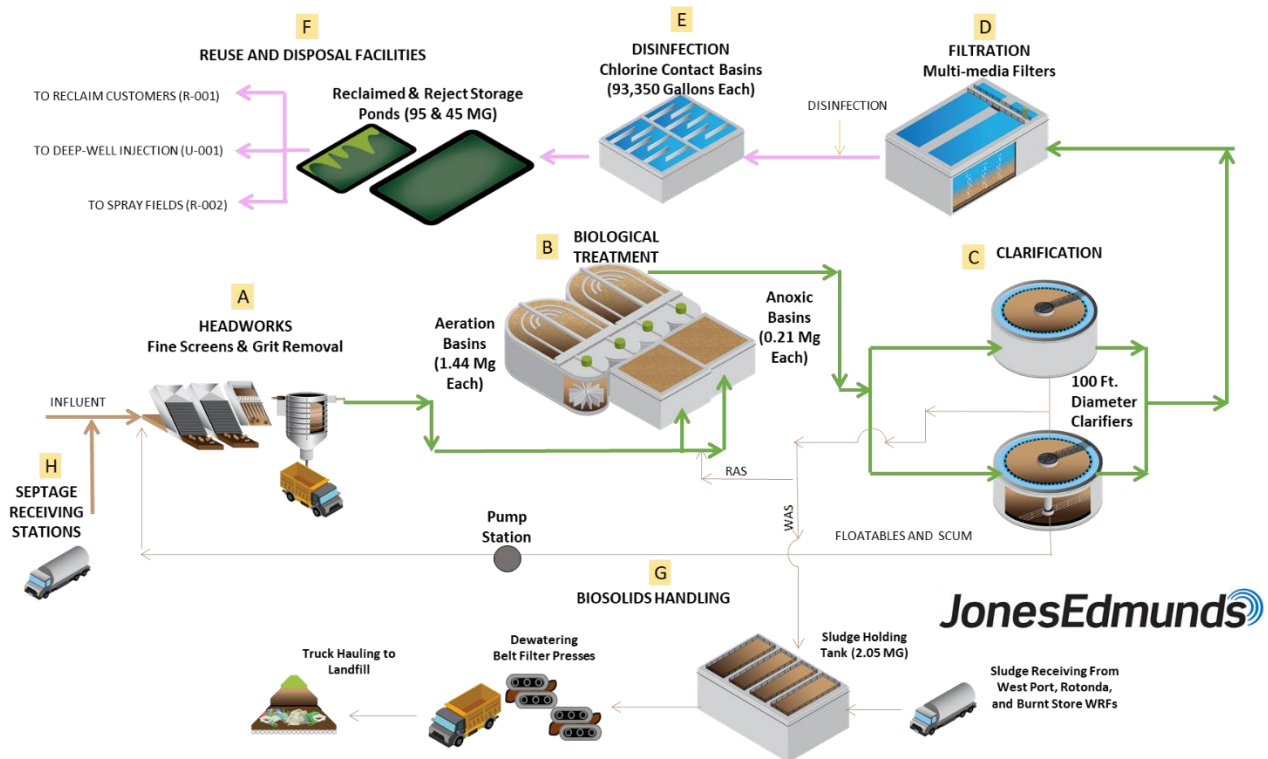 F
REUSE AND DISPOSAL FACILITIES
TO RECLAIM CUSTOMERS (R-001)
TO DEEP-WELL INJECTION (U-001)
TO SPRAY FIELDS (R-002)
Reclaimed & Reject Storage
Ponds (95 & 45 MG)
E
DISINFECTION
Chlorine Contact Basins
(93,350 Gallons Each)
DISINFECTION
D
FILTRATION
Multi-media Filters
A
HEADWORKS
Fine Screens & Grit Removal
INFLUENT
H
SEPTAGE
RECEIVING
STATIONS
B
BIOLOGICAL
TREATMENT
Aeration
Basins
(1.44 Mg
Each)
Anoxic
Basins
(0.21 Mg
Each)
C
CLARIFICATION
100 Ft.
Diameter
Clarifiers
RAS
WAS
FLOATABLES AND SCUM
Pump
Station
G
BIOSOLIDS HANDLING
Truck Hauling to
Landfill
Dewatering
Belt Filter Presses
Sludge Holding
Tank (2.05 MG)
JonesEdmunds
Sludge Receiving From
West Port, Rotonda,
and Burnt Store WRFs